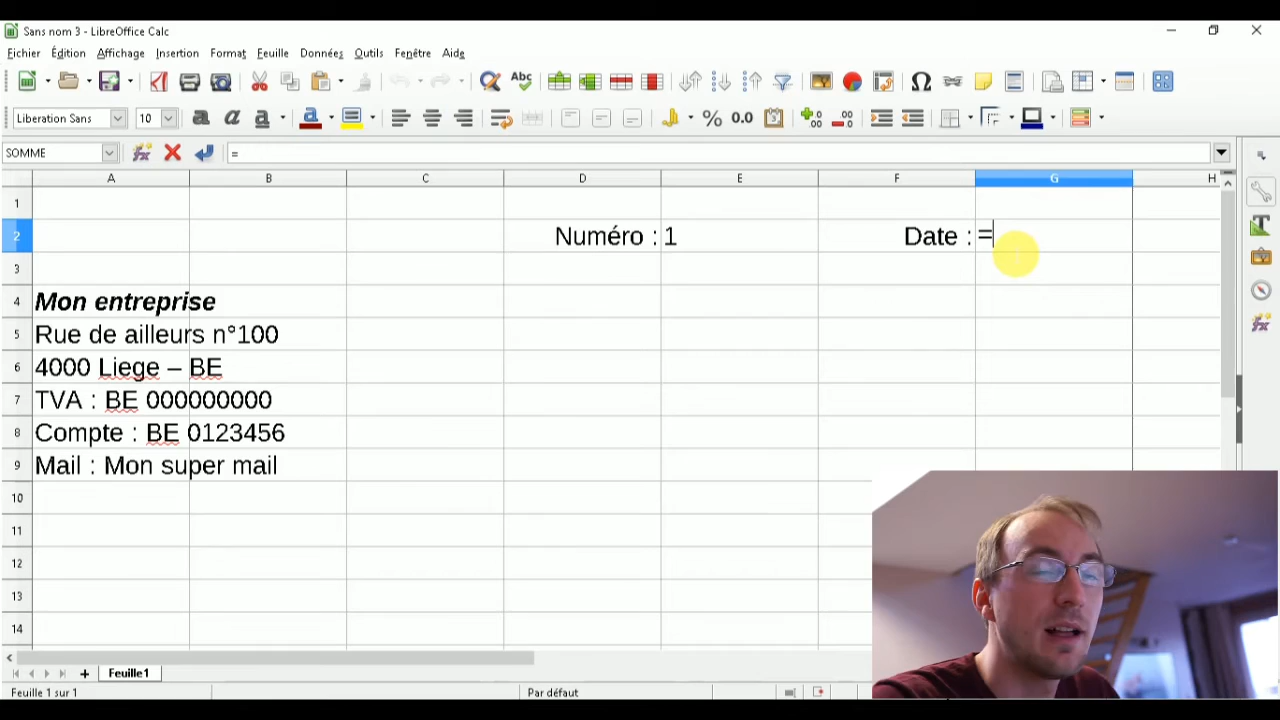 Sans nom 3 - LibreOffice Calc
Fichier Édition Affichage Insertion Format Feuille Données Outils Fenêtre Aide
Abc
Liberation Sans 10 a a a a % 0.0
SOMME =
A B C D E F G H
1
2 Numéro : 1 Date : =
3
4 Mon entreprise
5 Rue de ailleurs n°100
6 4000 Liege – BE
7 TVA : BE 000000000
8 Compte : BE 0123456
9 Mail : Mon super mail
10
11
12
13
14
Feuille1
Feuille 1 sur 1 Par défaut